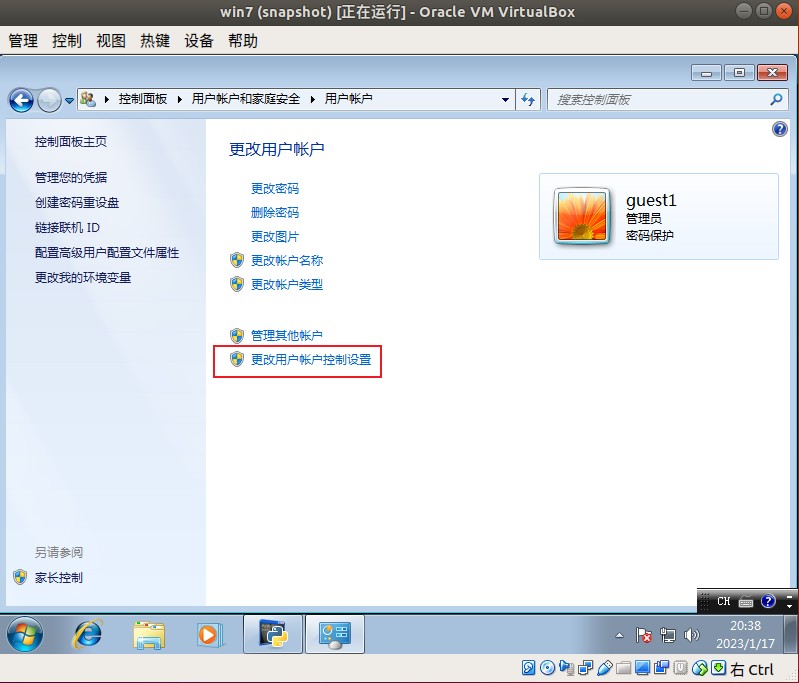 win7 (snapshot) [正在运行] - Oracle VM VirtualBox
管理 控制 视图 热键 设备 帮助
控制面板 用户帐户和家庭安全 用户帐户 搜索控制面板
控制面板主页
管理您的凭据
创建密码重设盘
链接联机 ID
配置高级用户配置文件属性
更改我的环境变量
更改用户帐户
更改密码
删除密码
更改图片
更改帐户名称
更改帐户类型
管理其他帐户
更改用户帐户控制设置
guest1
管理员
密码保护
另请参阅
家长控制
CH
20:38
2023/1/17
右 Ctrl